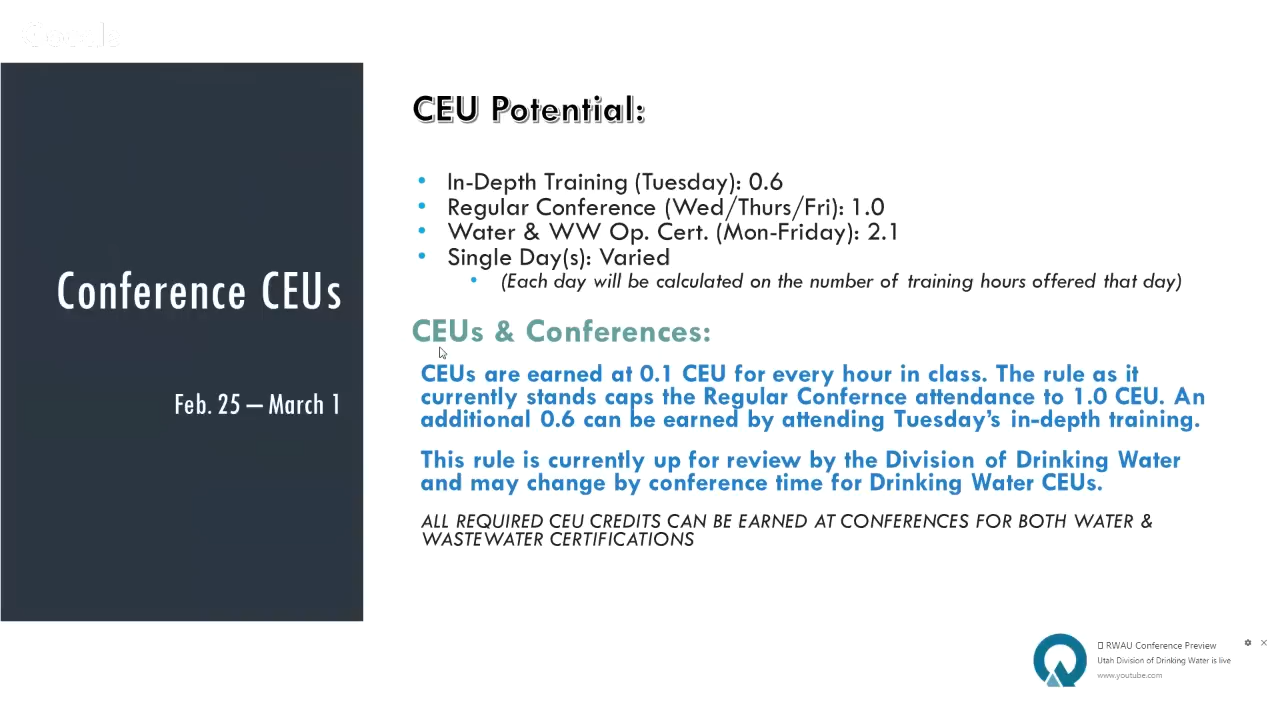 CEU Potential:
In-Depth Training (Tuesday): 0.6
Regular Conference (Wed/Thurs/Fri): 1.0
Water & WW Op. Cert. (Mon-Friday): 2.1
Single Day(s): Varied
(Each day will be calculated on the number of training hours offered that day)
Conference CEUs
Feb. 25 – March 1
CEUs & Conferences:
CEUs are earned at 0.1 CEU for every hour in class. The rule as it
currently stands caps the Regular Confernce attendance to 1.0 CEU. An
additional 0.6 can be earned by attending Tuesday's in-depth training.
This rule is currently up for review by the Division of Drinking Water
and may change by conference time for Drinking Water CEUs.
ALL REQUIRED CEU CREDITS CAN BE EARNED AT CONFERENCES FOR BOTH WATER &
WASTEWATER CERTIFICATIONS
RWAU Conference Preview
Utah Division of Drinking Water is live
www.youtube.com